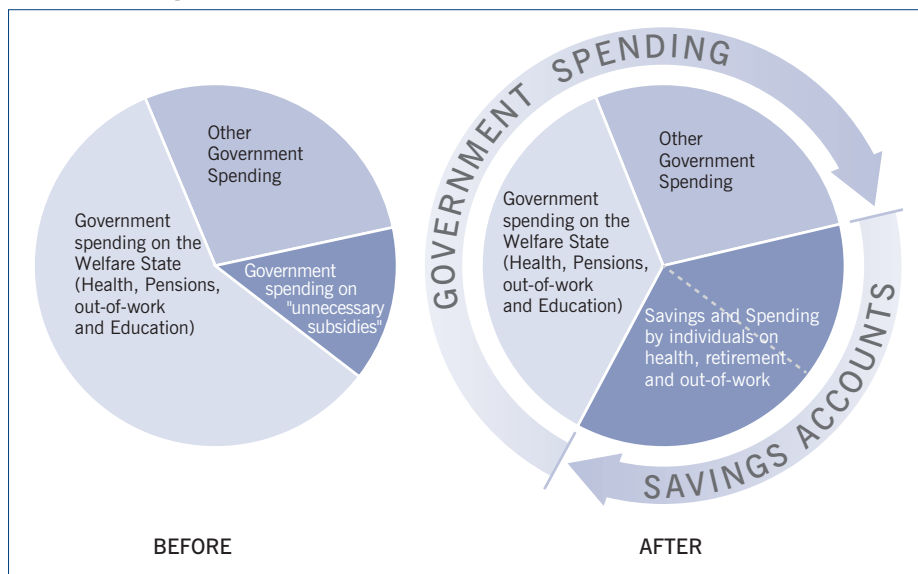 Other
Government
Spending
Government
spending on the
Welfare State
(Health, Pensions,
out-of-work
and Education)
Government
spending on
"unnecessary
subsidies"
BEFORE
GOVERNMENT SPENDING
Other
Government
Spending
Government
spending on the
Welfare State
(Health, Pensions,
out-of-work
and Education)
Savings and Spending
by individuals on
health, retirement
and out-of-work
SAVINGS ACCOUNTS
AFTER